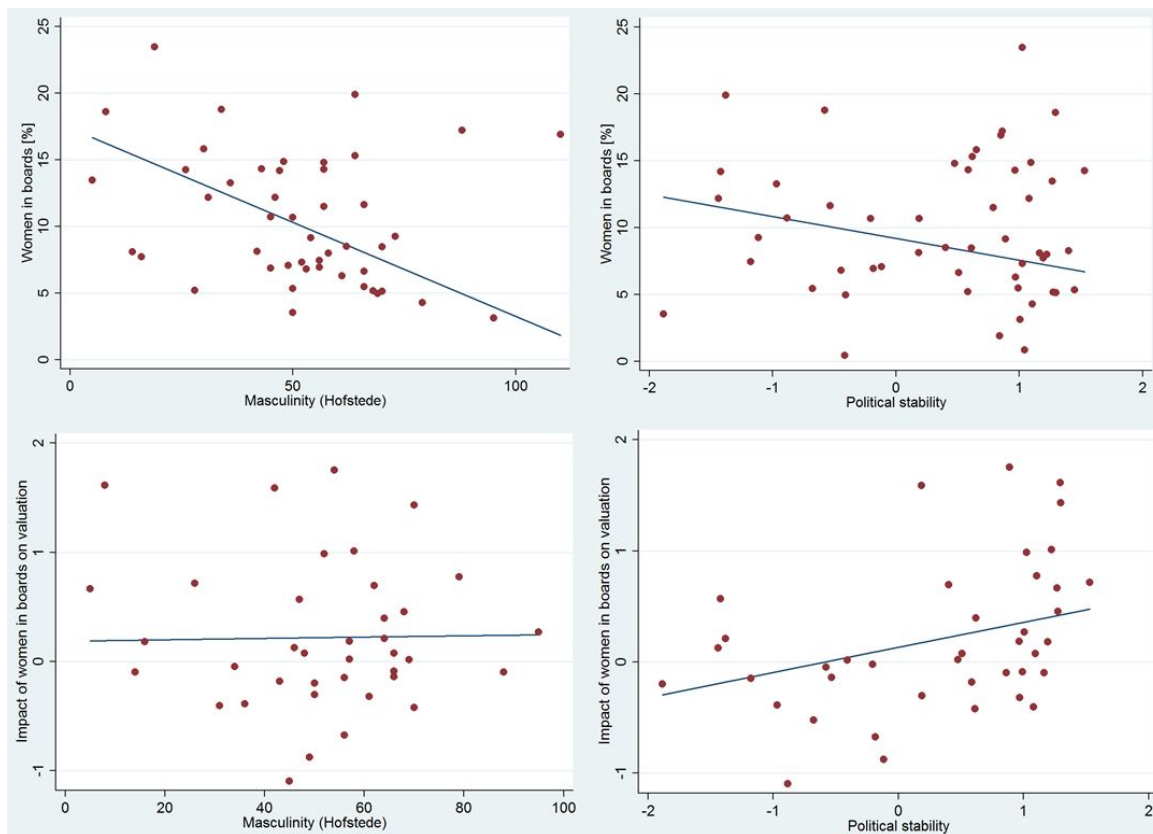 Women in boards [%]
25
20
15
10
5
0
0 50 100
Masculinity (Hofstede)
Women in boards [%]
25
20
15
10
5
0
-2 -1 0 1 2
Political stability
Impact of women in boards on valuation
2
1
0
-1
0 20 40 60 80 100
Masculinity (Hofstede)
Impact of women in boards on valuation
2
1
0
-1
-2 -1 0 1 2
Political stability